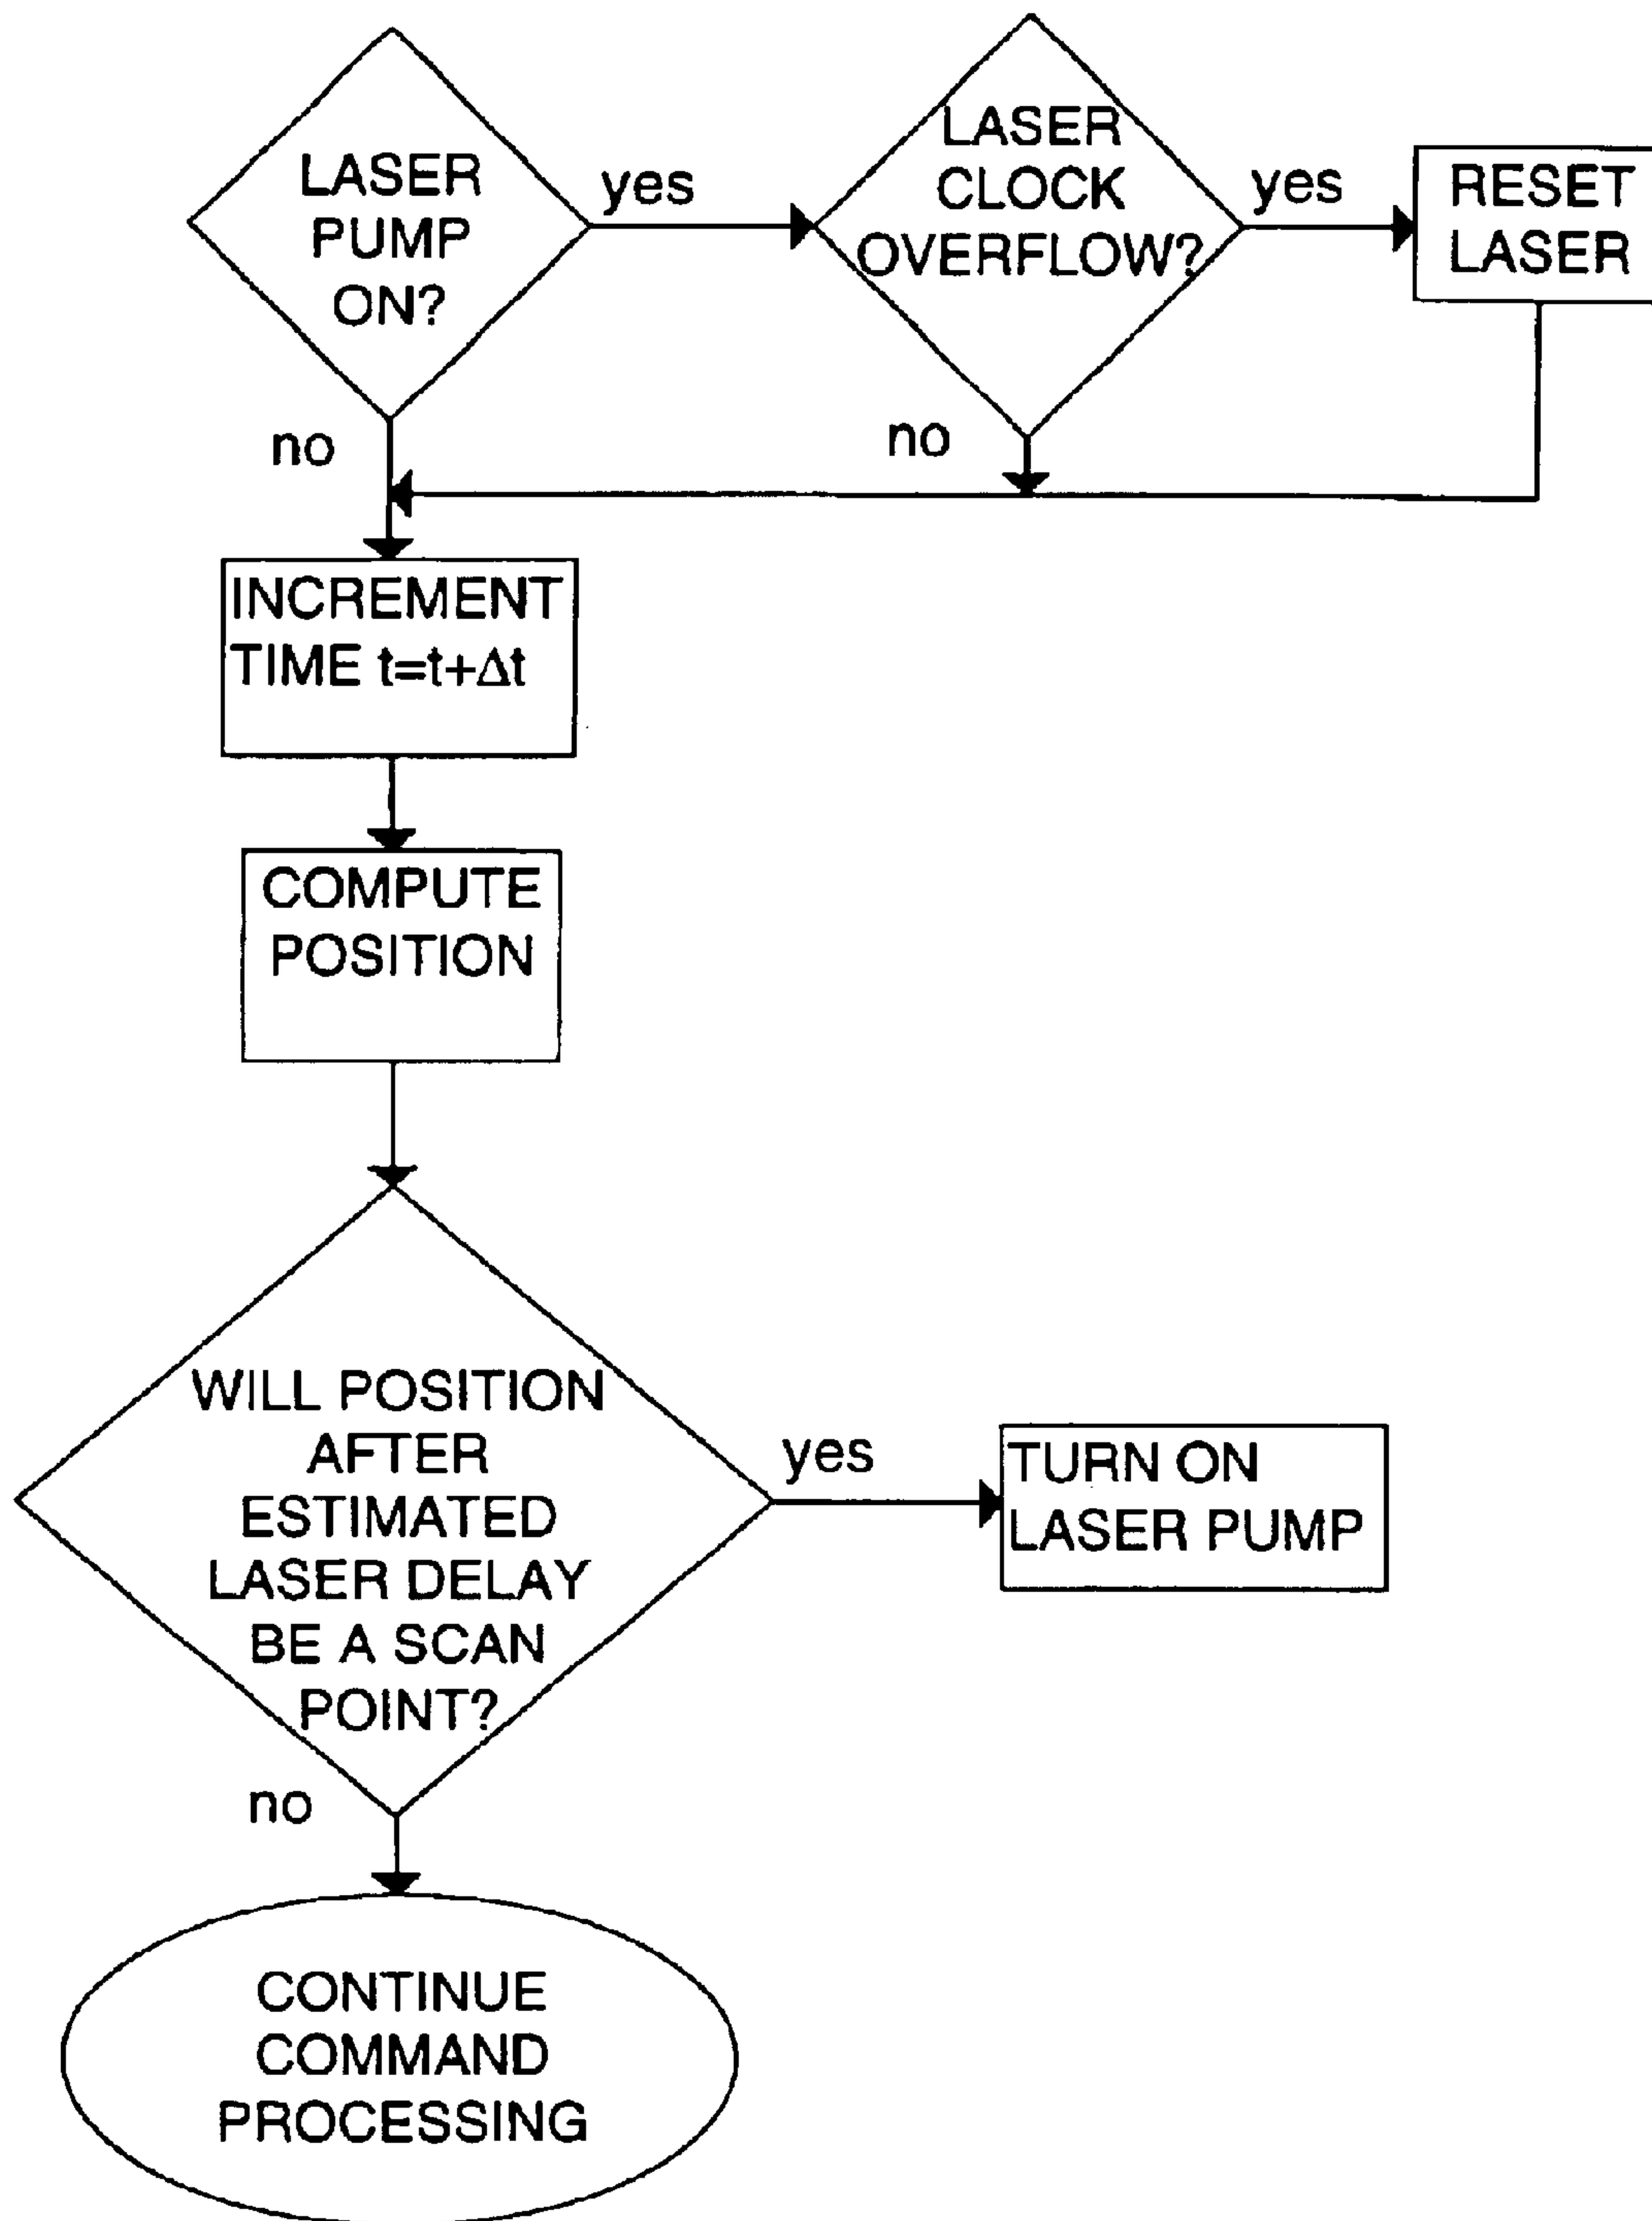 LASER
PUMP
ON?
yes
LASER
CLOCK
OVERFLOW?
yes
RESET
LASER
no
no
INCREMENT
TIME t=t+Δt
COMPUTE
POSITION
WILL POSITION
AFTER
ESTIMATED
LASER DELAY
BE A SCAN
POINT?
yes
TURN ON
LASER PUMP
no
CONTINUE
COMMAND
PROCESSING